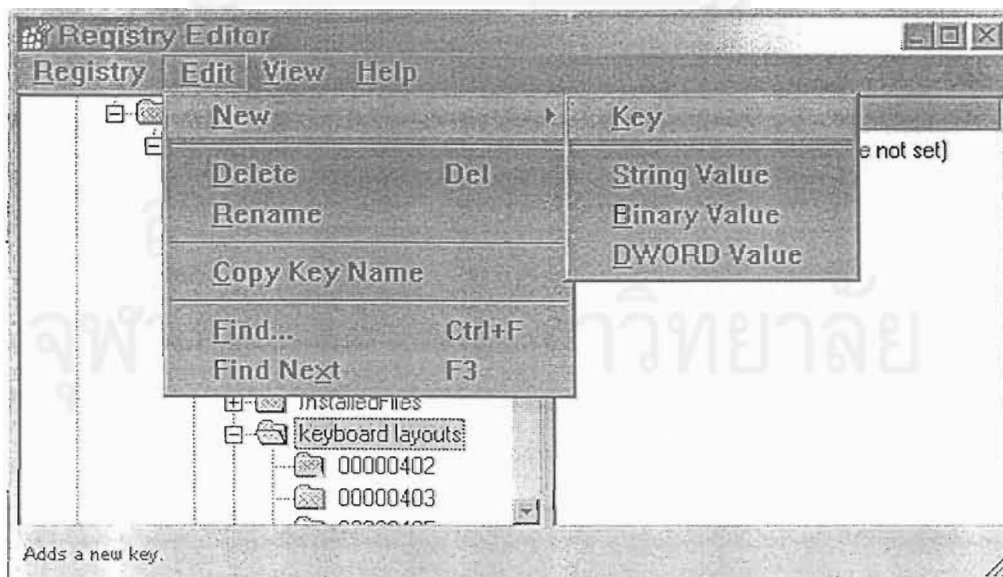 Registry Editor
Registry Edit View Help
New
Key
e not set)
Delete Del
String Value
Rename
Binary Value
Copy Key Name
DWORD Value
Find... Ctrl+F
Find Next F3
InstalledFiles
keyboard layouts
00000402
00000403
Adds a new key.